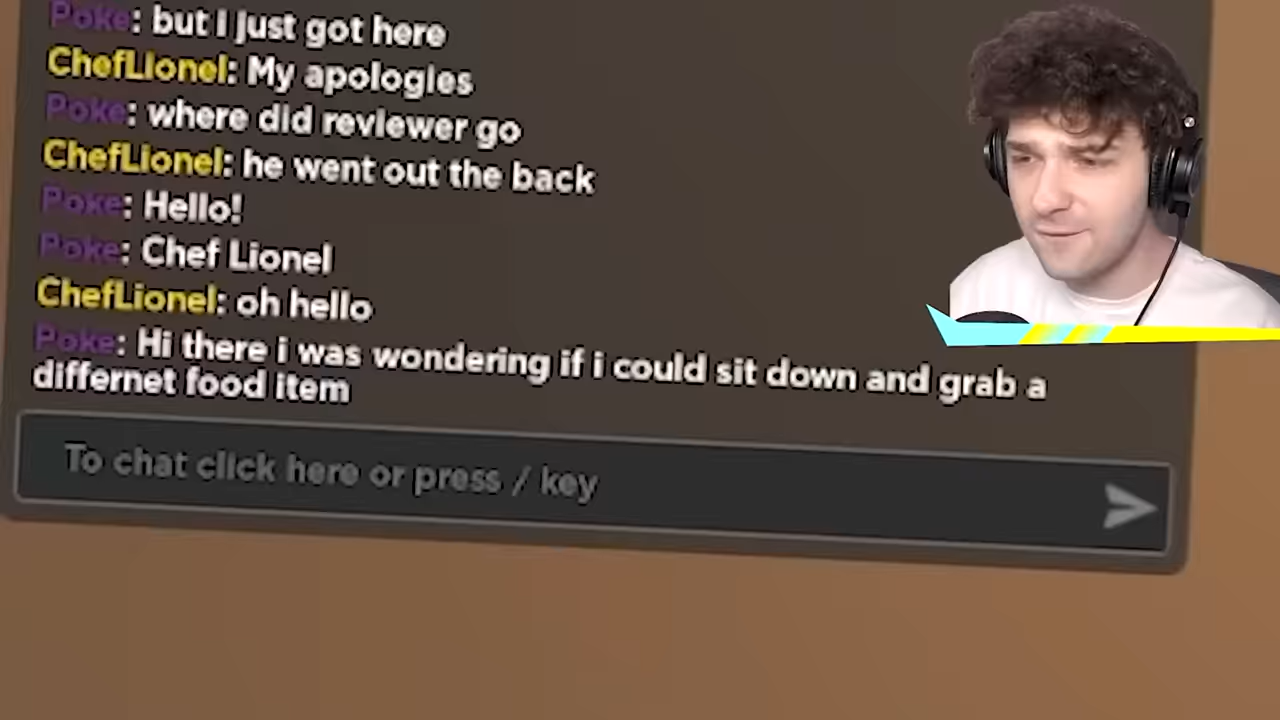 Poke: but I just got here
ChefLionel: My apologies
Poke: where did reviewer go
ChefLionel: he went out the back
Poke: Hello!
Poke: Chef Lionel
ChefLionel: oh hello
Poke: Hi there i was wondering if i could sit down and grab a
differnet food item
To chat click here or press / key